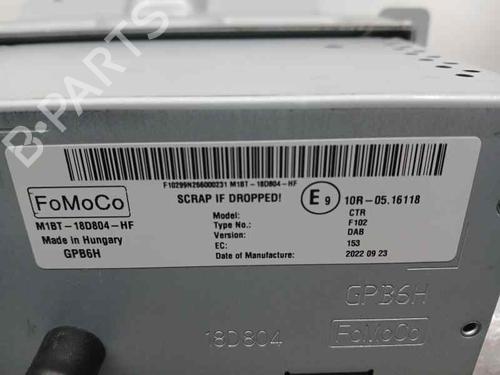 F10299N266000231 M1BT-18D804-HF
FoMoCo
M1BT-18D804-HF
Made in Hungary
GPB6H
SCRAP IF DROPPED!
Model: CTR
Type No.: F102
Version: DAB
EC: 153
Date of Manufacture: 2022 09 23
E9 10R-05.16118
GPB6H
18D804
FoMoCo
B-PARTS